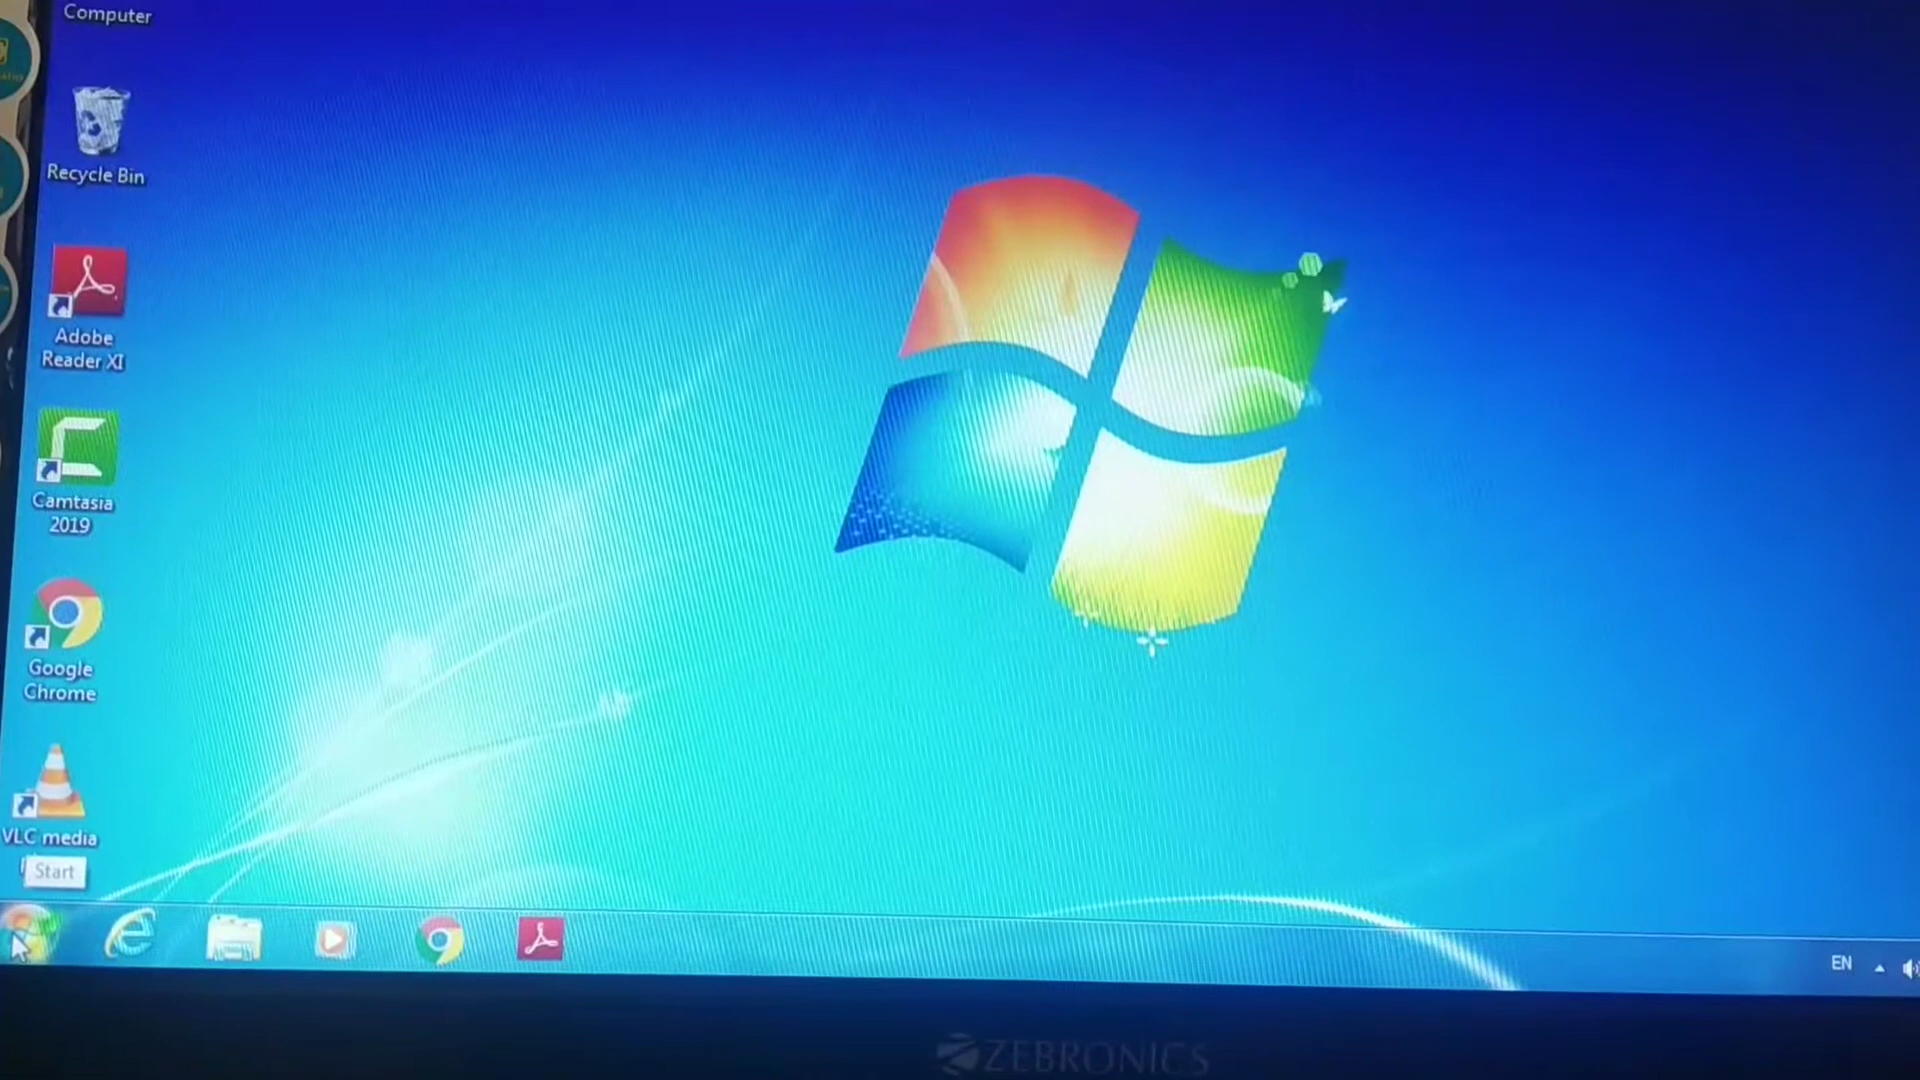 Computer
Recycle Bin
Adobe
Reader XI
Camtasia
2019
Google
Chrome
VLC media
Start
EN
ZEBRONICS